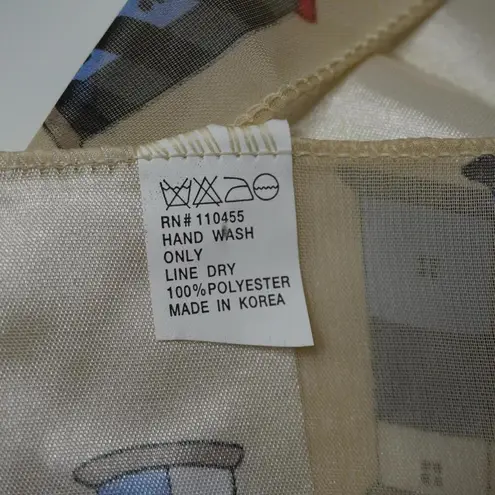 RN# 110455
HAND WASH
ONLY
LINE DRY
100%POLYESTER
MADE IN KOREA